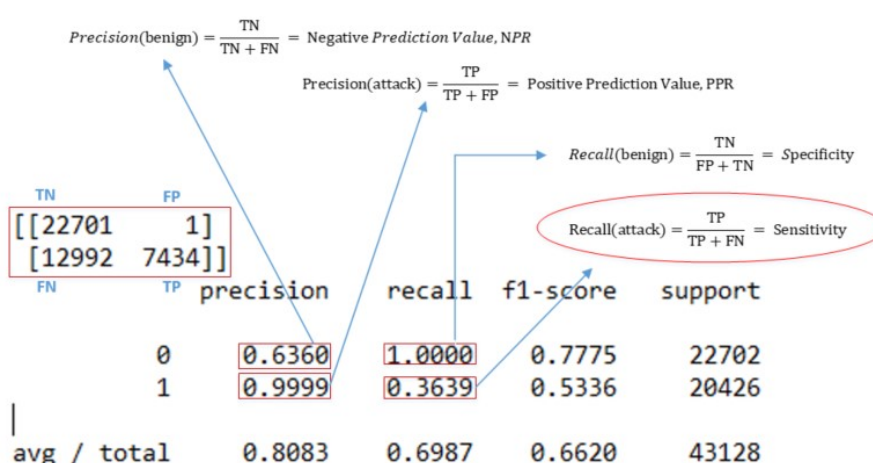 Precision(benign) = TN / TN + FN = Negative Prediction Value, NPR
Precision(attack) = TP / TP + FP = Positive Prediction Value, PPR
Recall(benign) = TN / FP + TN = Specificity
Recall(attack) = TP / TP + FN = Sensitivity
TN FP
[[22701 1]
[12992 7434]]
FN TP
precision recall f1-score support
0 0.6360 1.0000 0.7775 22702
1 0.9999 0.3639 0.5336 20426
avg / total 0.8083 0.6987 0.6620 43128